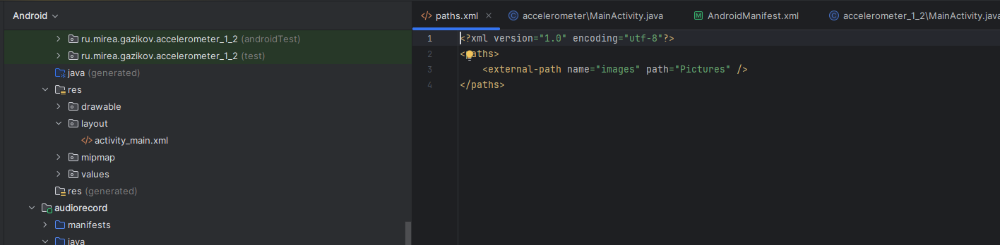 Android
ru.mirea.gazikov.accelerometer_1_2 (androidTest)
ru.mirea.gazikov.accelerometer_1_2 (test)
java (generated)
res
drawable
layout
activity_main.xml
mipmap
values
res (generated)
audiorecord
manifests
java
paths.xml
accelerometer\MainActivity.java
AndroidManifest.xml
accelerometer_1_2\MainActivity.java
1 <?xml version="1.0" encoding="utf-8"?>
2 <paths>
3 <external-path name="images" path="Pictures" />
4 </paths>